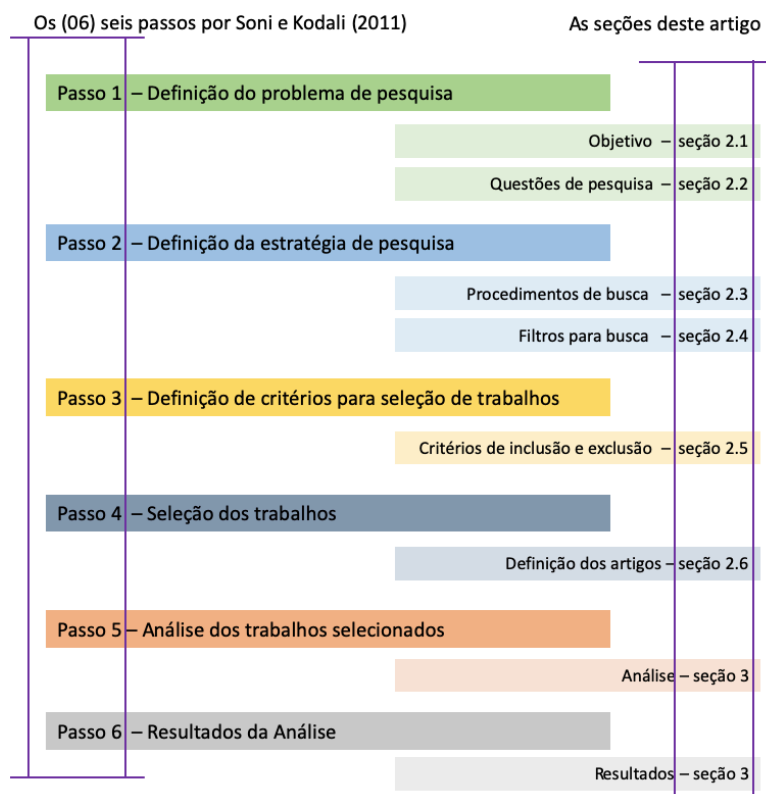 Os (06) seis passos por Soni e Kodali (2011)
As seções deste artigo
Passo 1 – Definição do problema de pesquisa
Objetivo – seção 2.1
Questões de pesquisa – seção 2.2
Passo 2 – Definição da estratégia de pesquisa
Procedimentos de busca – seção 2.3
Filtros para busca – seção 2.4
Passo 3 – Definição de critérios para seleção de trabalhos
Critérios de inclusão e exclusão – seção 2.5
Passo 4 – Seleção dos trabalhos
Definição dos artigos – seção 2.6
Passo 5 – Análise dos trabalhos selecionados
Análise – seção 3
Passo 6 – Resultados da Análise
Resultados – seção 3